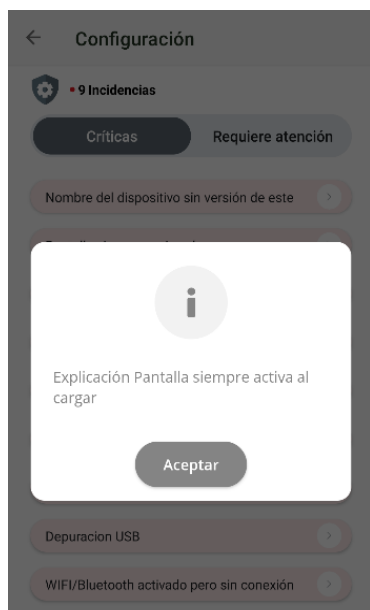 Configuración
• 9 Incidencias
Críticas
Requiere atención
Nombre del dispositivo sin versión de este
Explicación Pantalla siempre activa al
cargar
Aceptar
Depuracion USB
WIFI/Bluetooth activado pero sin conexión